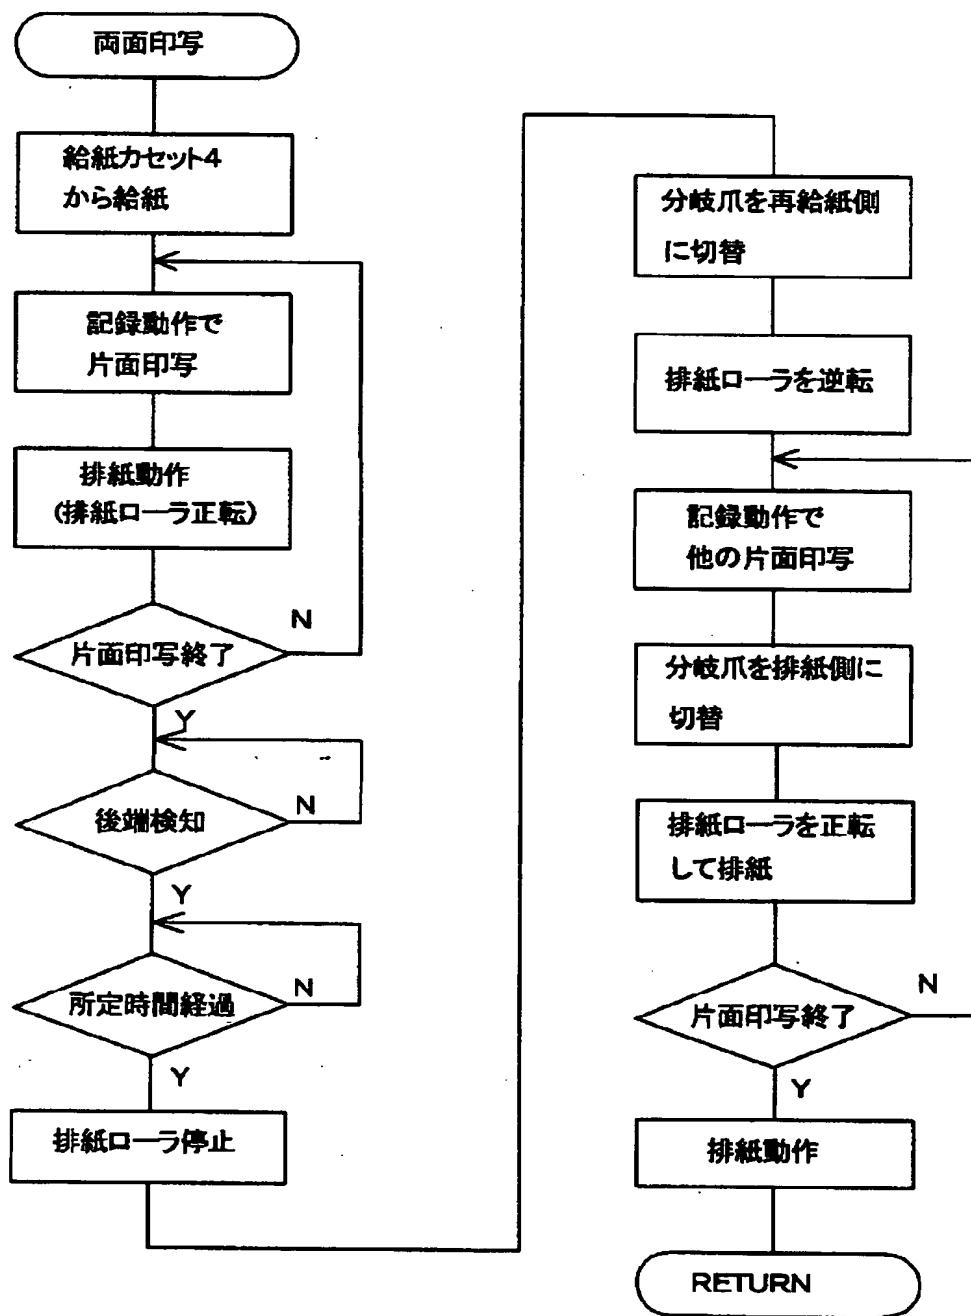 両面印写
給紙カセット4
から給紙
記録動作で
片面印写
排紙動作
(排紙ローラ正転)
片面印写終了
N
Y
後端検知
N
Y
所定時間経過
N
Y
排紙ローラ停止
分岐爪を再給紙側
に切替
排紙ローラを逆転
記録動作で
他の片面印写
分岐爪を排紙側に
切替
排紙ローラを正転
して排紙
片面印写終了
N
Y
排紙動作
RETURN